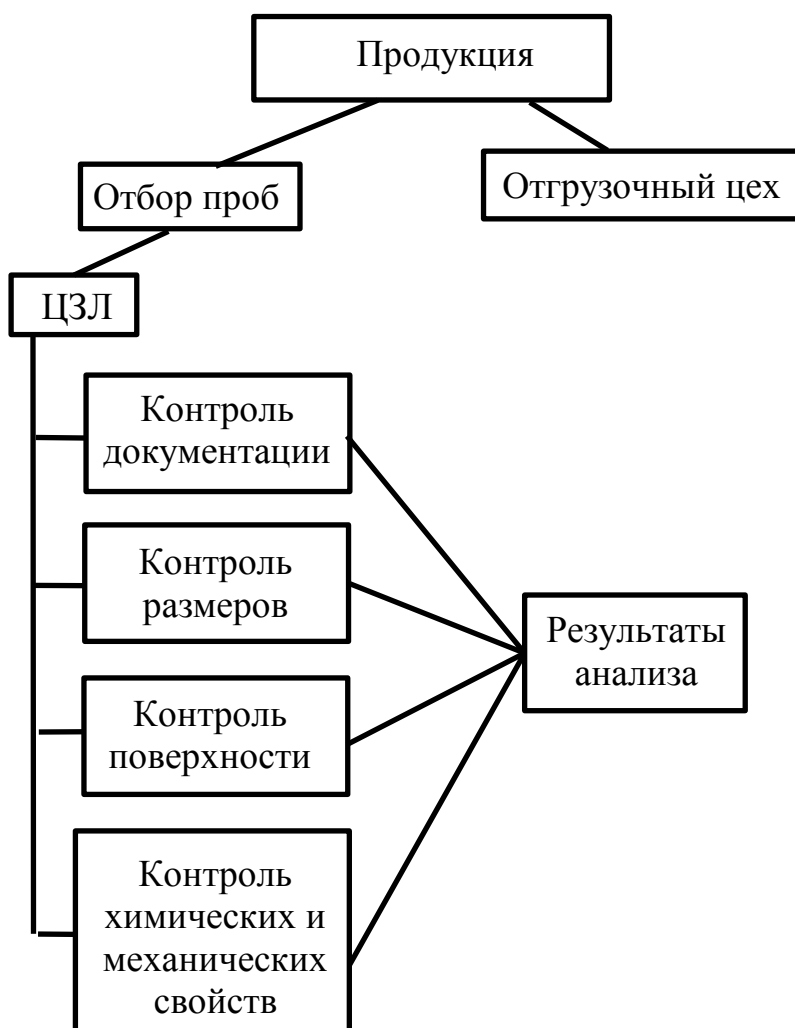 Продукция
Отбор проб
Отгрузочный цех
ЦЗЛ
Контроль
документации
Контроль
размеров
Результаты
анализа
Контроль
поверхности
Контроль
химических и
механических
свойств